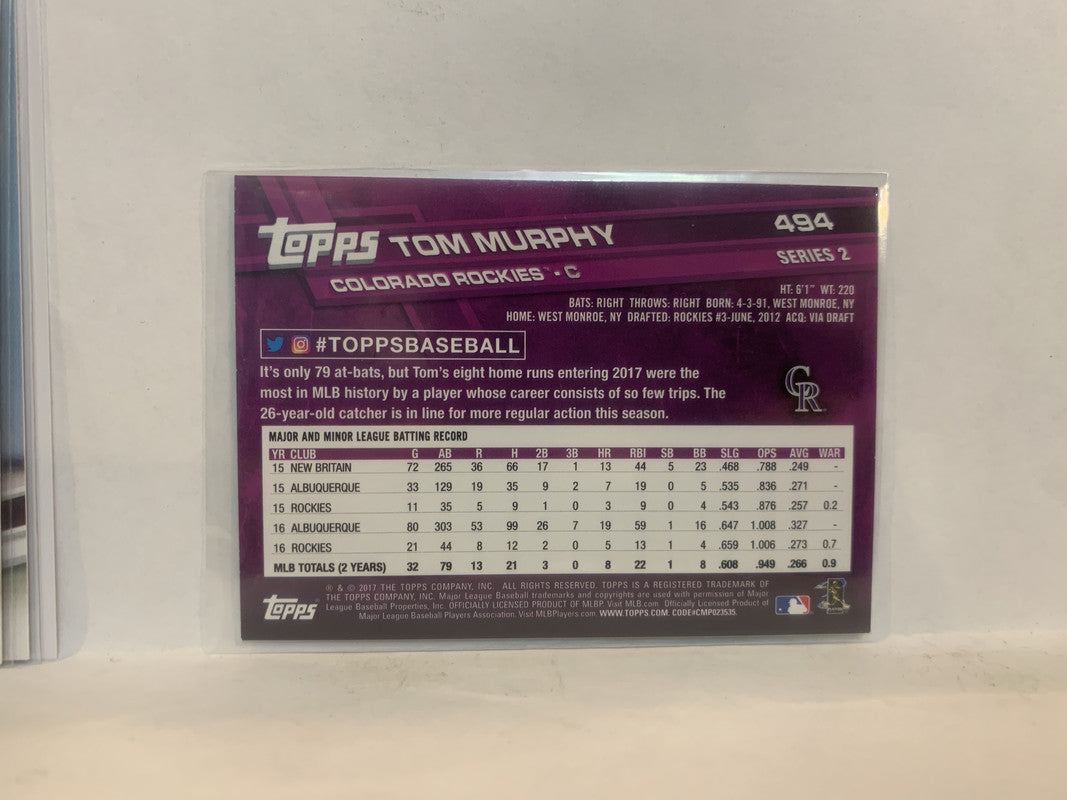 TOPPS TOM MURPHY 494
COLORADO ROCKIES™ • C SERIES 2
HT: 6'1" WT: 220
BATS: RIGHT THROWS: RIGHT BORN: 4-3-91, WEST MONROE, NY
HOME: WEST MONROE, NY DRAFTED: ROCKIES #3-JUNE, 2012 ACQ: VIA DRAFT
#TOPPSBASEBALL
It's only 79 at-bats, but Tom's eight home runs entering 2017 were the
most in MLB history by a player whose career consists of so few trips. The
26-year-old catcher is in line for more regular action this season.
CR
MAJOR AND MINOR LEAGUE BATTING RECORD
YR CLUB G AB R H 2B 3B HR RBI SB BB SLG OPS AVG WAR
15 NEW BRITAIN 72 265 36 66 17 1 13 44 5 23 .468 .788 .249 -
15 ALBUQUERQUE 33 129 19 35 9 2 7 19 0 5 .535 .836 .271 -
15 ROCKIES 11 35 5 9 1 0 3 9 0 4 .543 .876 .257 0.2
16 ALBUQUERQUE 80 303 53 99 26 7 19 59 1 16 .647 1.008 .327 -
16 ROCKIES 21 44 8 12 2 0 5 13 1 4 .659 1.006 .273 0.7
MLB TOTALS (2 YEARS) 32 79 13 21 3 0 8 22 1 8 .608 .949 .266 0.9
® & © 2017 THE TOPPS COMPANY, INC. ALL RIGHTS RESERVED. TOPPS IS A REGISTERED TRADEMARK OF
THE TOPPS COMPANY, INC. Major League Baseball trademarks and copyrights are used with permission of Major
League Baseball Properties, Inc. OFFICIALLY LICENSED PRODUCT OF MLBP. Visit MLB.com. Officially Licensed Product of
Major League Baseball Players Association. Visit MLBPlayers.com. WWW.TOPPS.COM. CODE#CMP023535.
TOPPS